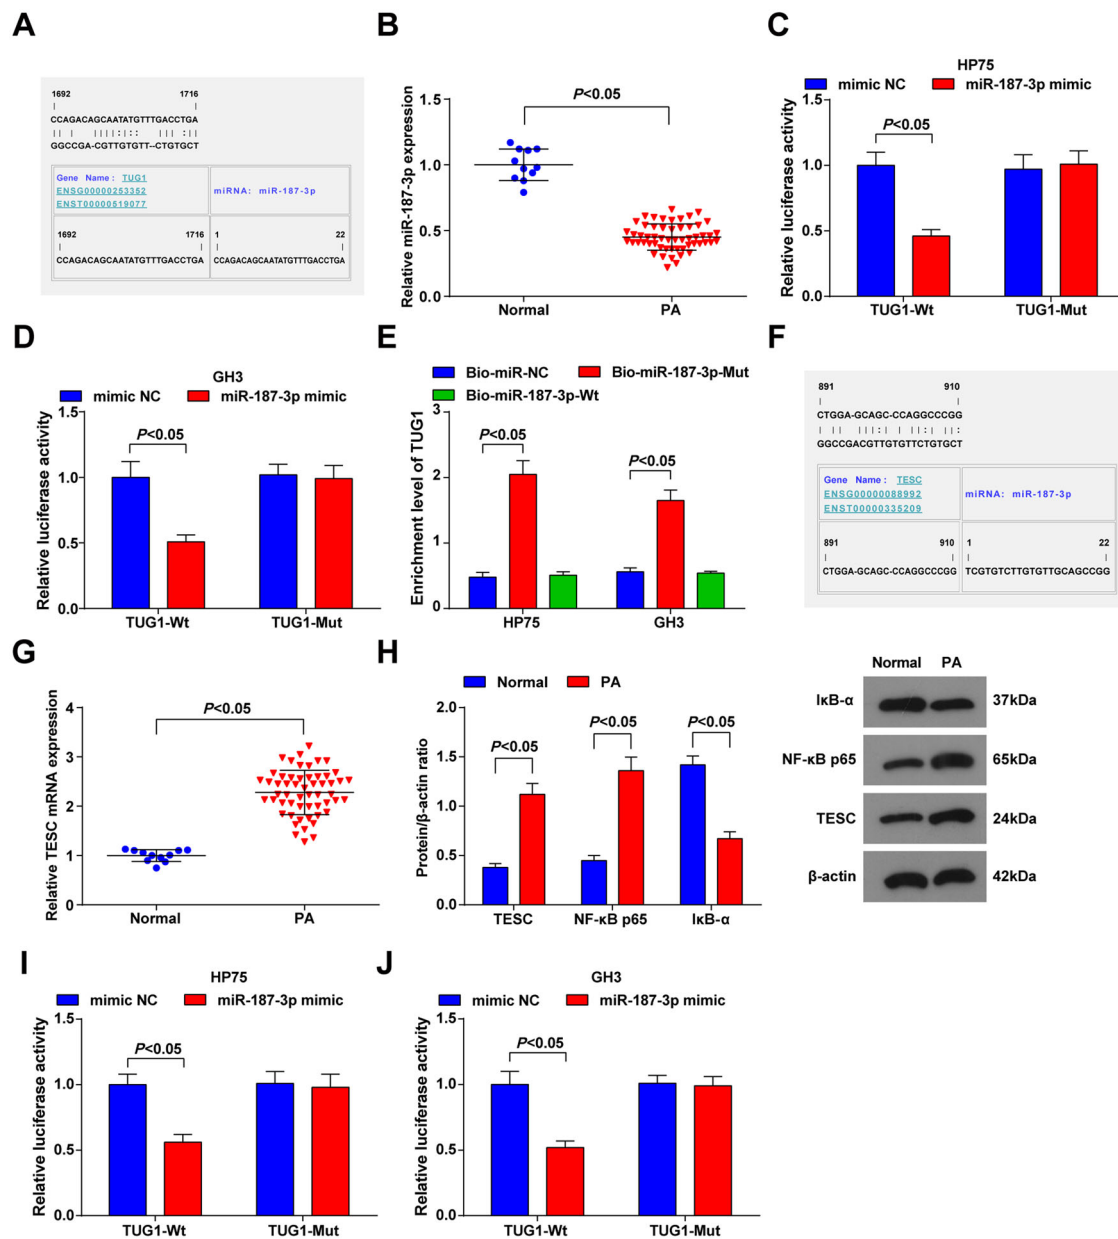 A
1692 1716
CCAGACAGCAATATGTTTGACCTGA
GGCCGA-CGTTGTGTT--CTGTGCT
Gene Name : TUG1
ENSG00000253352
ENST00000519077
miRNA: miR-187-3p
1692 1716
CCAGACAGCAATATGTTTGACCTGA
1 22
CCAGACAGCAATATGTTTGACCTGA
B
Relative miR-187-3p expression
1.5
1.0
0.5
0.0
P<0.05
Normal PA
C
HP75
mimic NC miR-187-3p mimic
Relative luciferase activity
1.5
1.0
0.5
0.0
P<0.05
TUG1-Wt TUG1-Mut
D
GH3
mimic NC miR-187-3p mimic
Relative luciferase activity
1.5
1.0
0.5
0.0
P<0.05
TUG1-Wt TUG1-Mut
E
Bio-miR-NC Bio-miR-187-3p-Mut
Bio-miR-187-3p-Wt
Enrichment level of TUG1
3
2
1
0
P<0.05
P<0.05
HP75 GH3
F
891 910
CTGGA-GCAGC-CCAGGCCCGG
GGCCGACGTTGTGTTCTGTGCT
Gene Name : TESC
ENSG00000088992
ENST00000335209
miRNA: miR-187-3p
891 910
CTGGA-GCAGC-CCAGGCCCGG
1 22
TCGTGTCTTGTGTTGCAGCCGG
G
Relative TESC mRNA expression
4
3
2
1
0
P<0.05
Normal PA
H
Normal PA
Protein/β-actin ratio
2.0
1.5
1.0
0.5
0.0
P<0.05
P<0.05
P<0.05
TESC NF-κB p65 IκB-α
Normal PA
IκB-α 37kDa
NF-κB p65 65kDa
TESC 24kDa
β-actin 42kDa
I
HP75
mimic NC miR-187-3p mimic
Relative luciferase activity
1.5
1.0
0.5
0.0
P<0.05
TUG1-Wt TUG1-Mut
J
GH3
mimic NC miR-187-3p mimic
Relative luciferase activity
1.5
1.0
0.5
0.0
P<0.05
TUG1-Wt TUG1-Mut